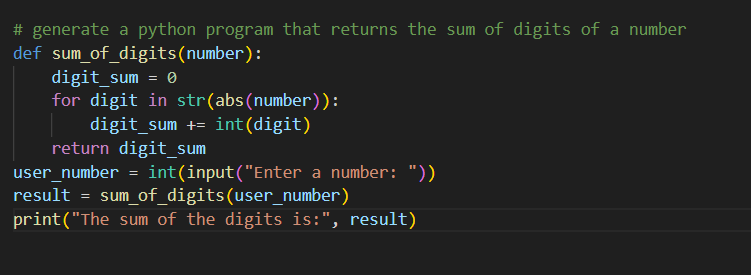 # generate a python program that returns the sum of digits of a number
def sum_of_digits(number):
    digit_sum = 0
    for digit in str(abs(number)):
        digit_sum += int(digit)
    return digit_sum
user_number = int(input("Enter a number: "))
result = sum_of_digits(user_number)
print("The sum of the digits is:", result)